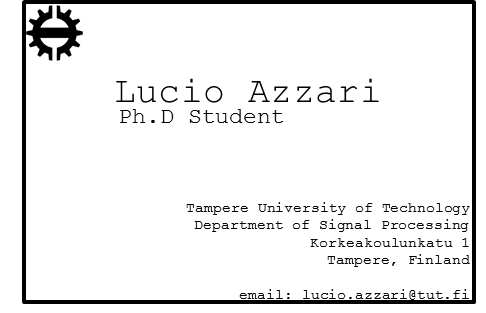 Lucio Azzari
Ph.D Student
Tampere University of Technology
Department of Signal Processing
Korkeakoulunkatu 1
Tampere, Finland
email: lucio.azzari@tut.fi